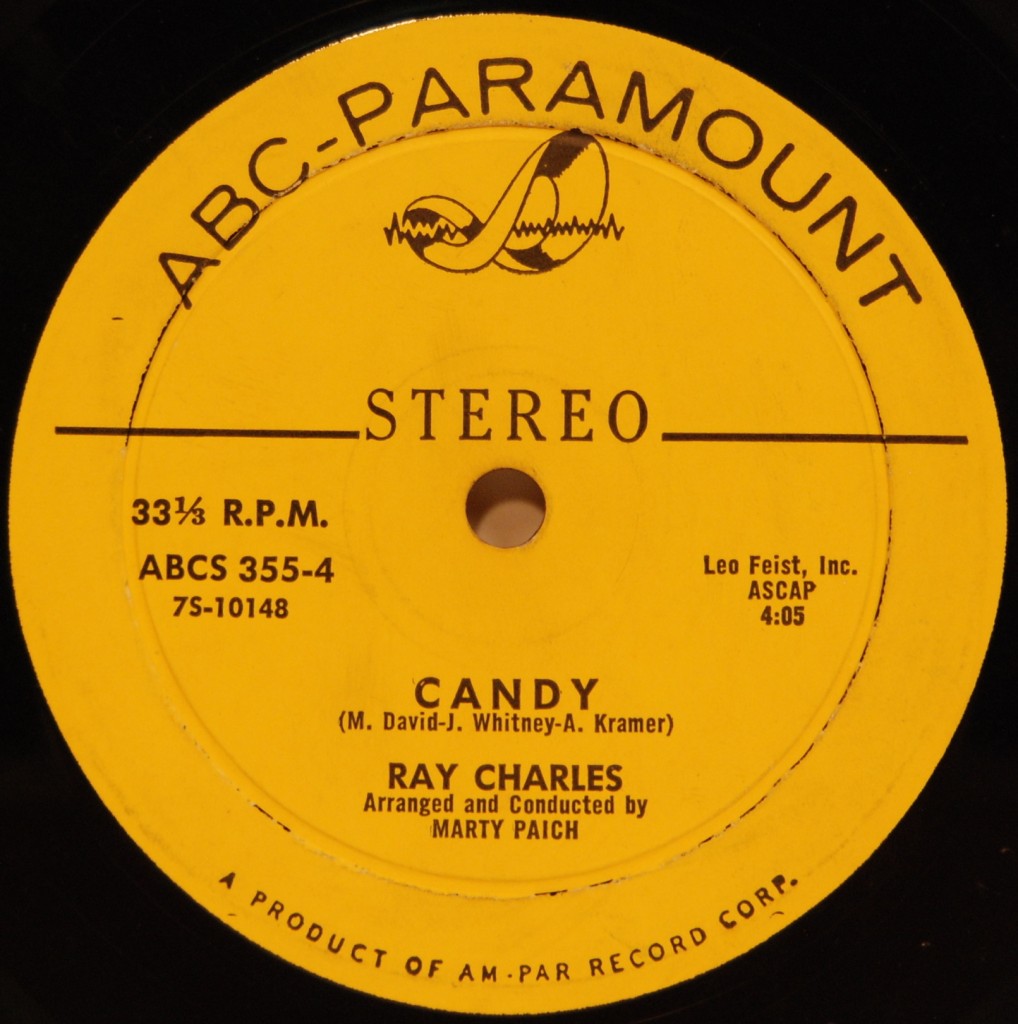 ABC-PARAMOUNT
STEREO
33⅓ R.P.M.
ABCS 355-4
7S-10148
Leo Feist, Inc.
ASCAP
4:05
CANDY
(M. David-J. Whitney-A. Kramer)
RAY CHARLES
Arranged and Conducted by
MARTY PAICH
A PRODUCT OF AM-PAR RECORD CORP.